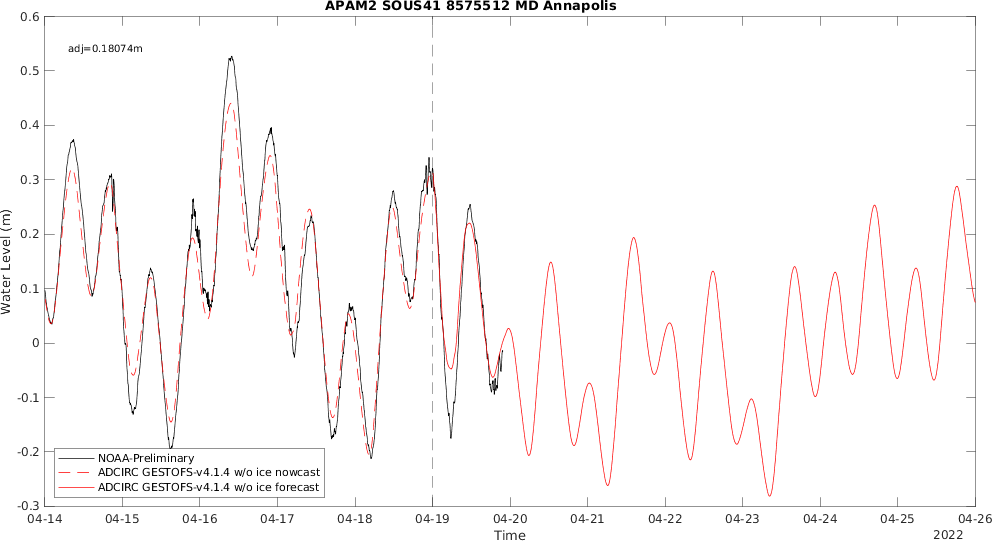 APAM2 SOUS41 8575512 MD Annapolis
adj=0.18074m
0.6
0.5
0.4
0.3
0.2
0.1
0
-0.1
-0.2
-0.3
Water Level (m)
NOAA-Preliminary
ADCIRC GESTOFS-v4.1.4 w/o ice nowcast
ADCIRC GESTOFS-v4.1.4 w/o ice forecast
04-14 04-15 04-16 04-17 04-18 04-19 04-20 04-21 04-22 04-23 04-24 04-25 04-26
Time
2022